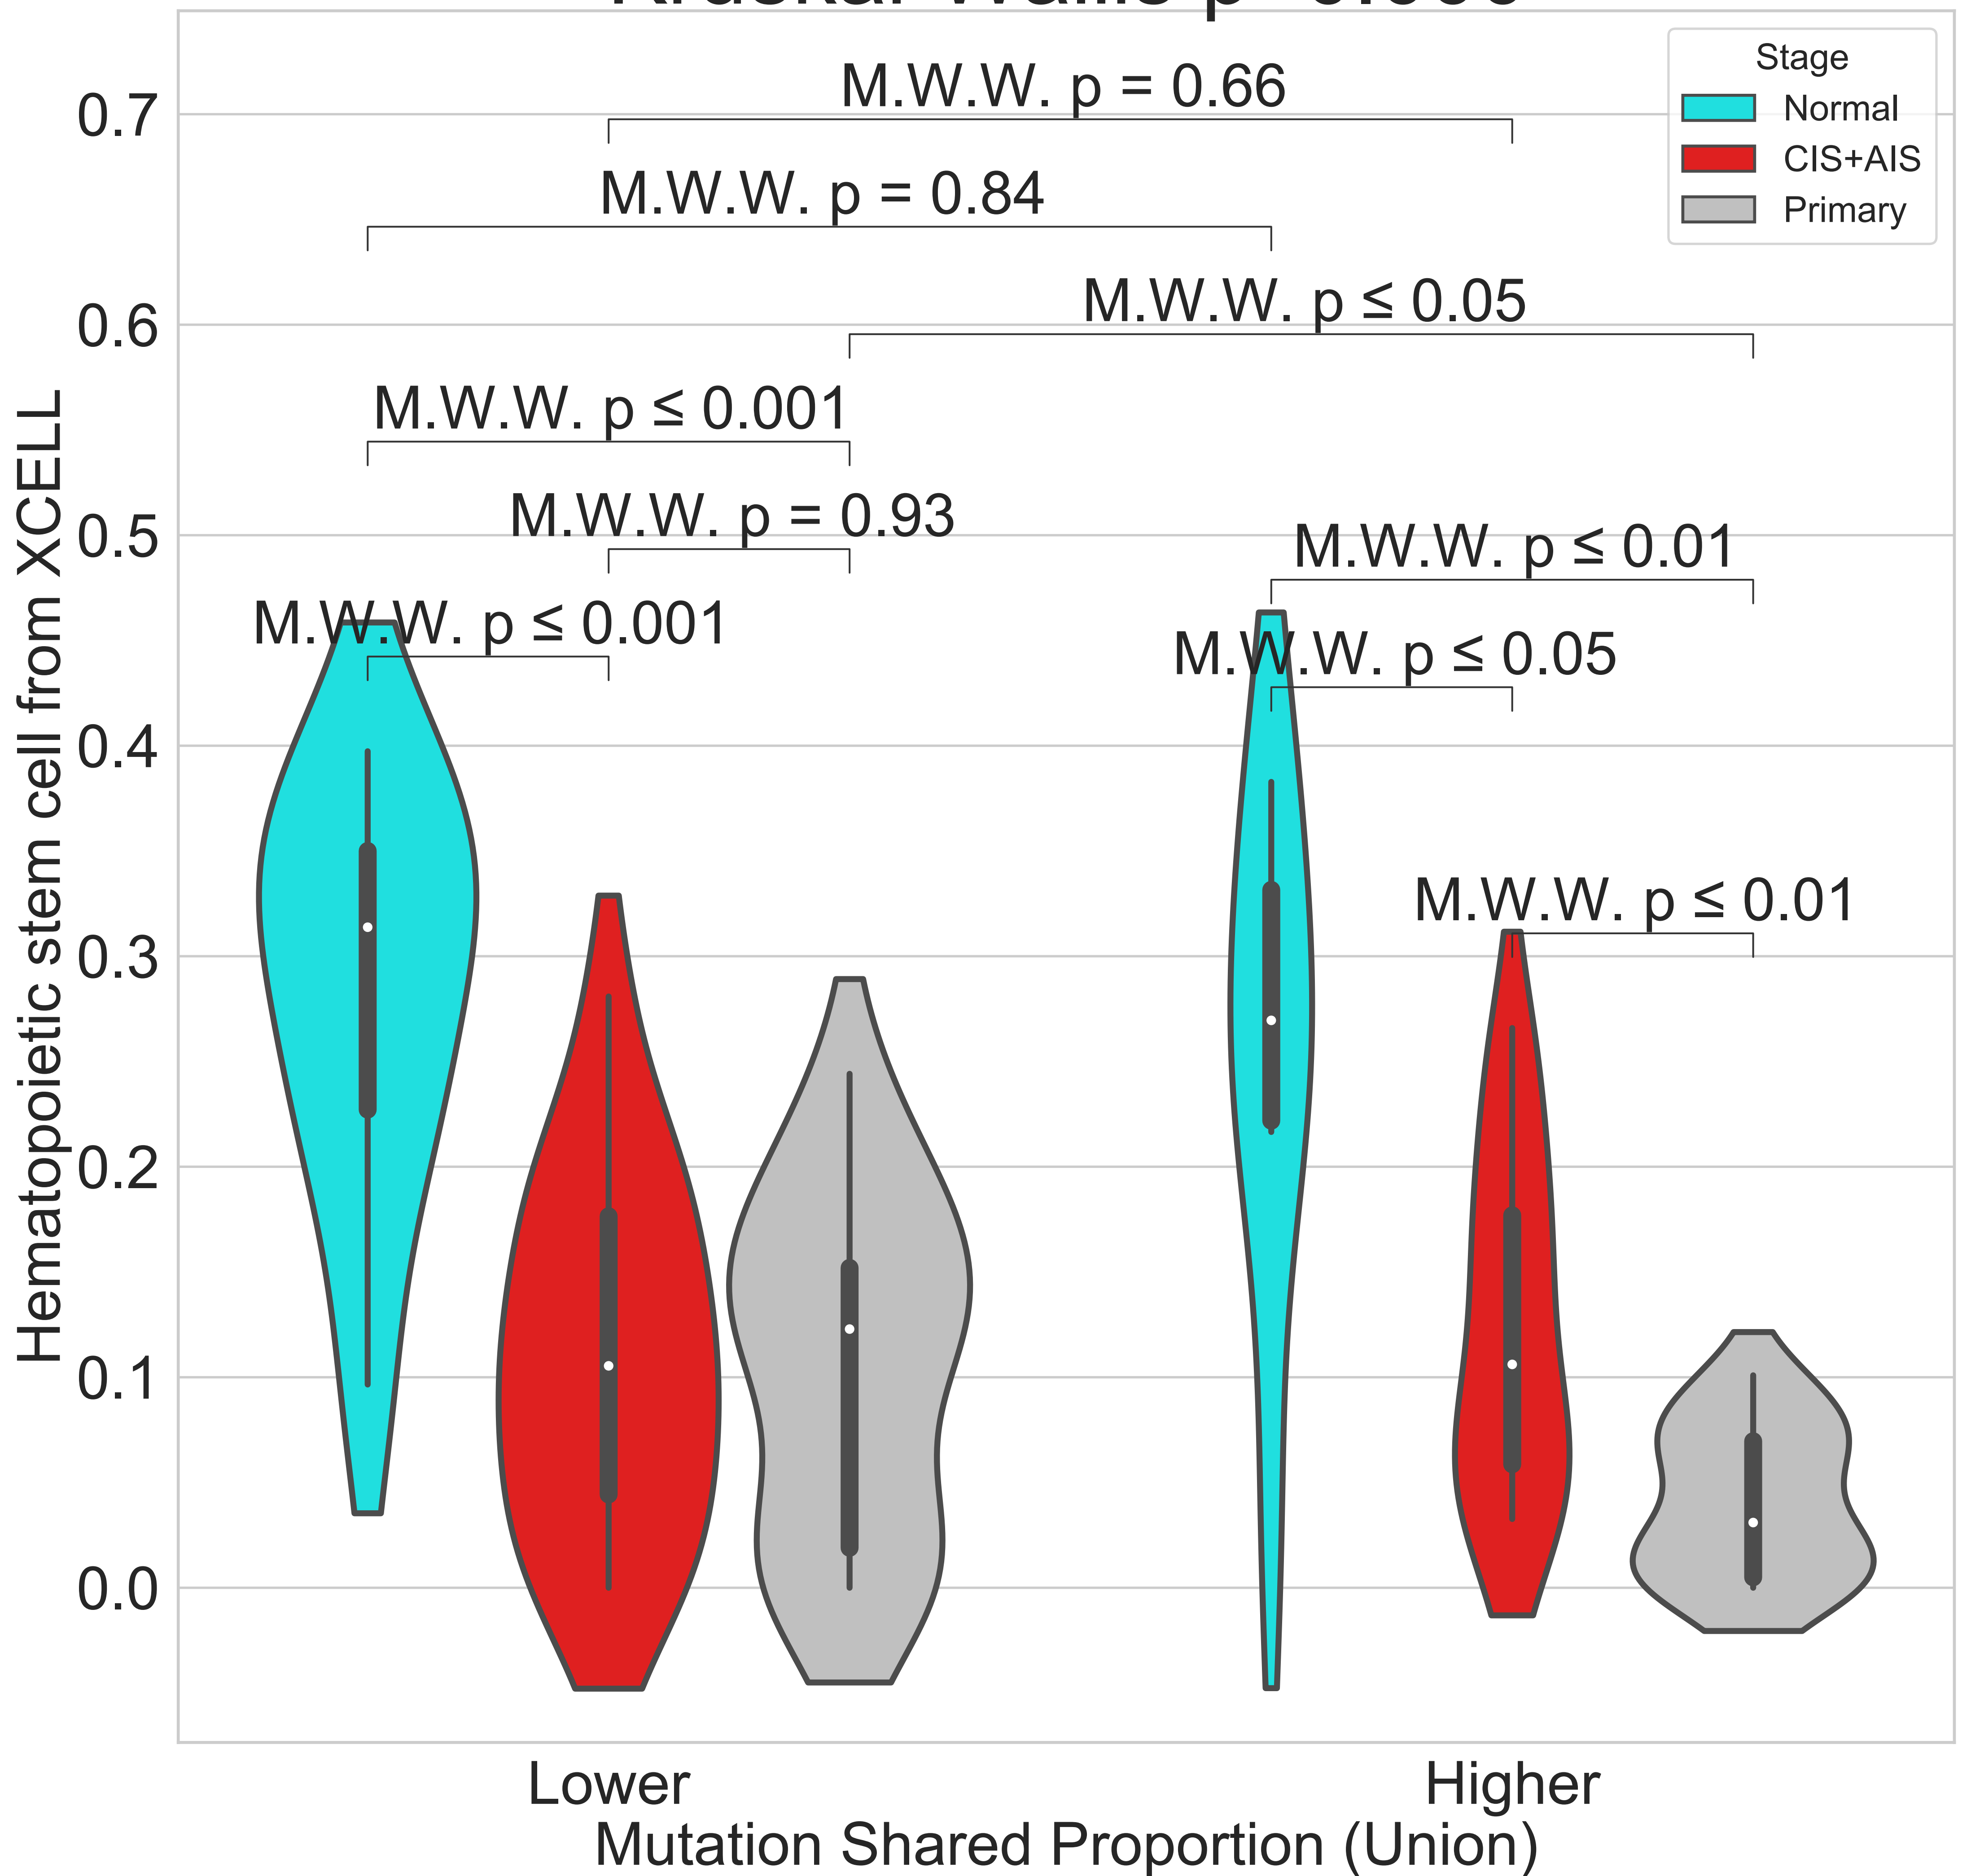 Stage
Normal
CIS+AIS
Primary
M.W.W. p = 0.66
M.W.W. p = 0.84
M.W.W. p ≤ 0.05
M.W.W. p ≤ 0.001
M.W.W. p = 0.93
M.W.W. p ≤ 0.01
M.W.W. p ≤ 0.001
M.W.W. p ≤ 0.05
M.W.W. p ≤ 0.01
0.7
0.6
0.5
0.4
0.3
0.2
0.1
0.0
Hematopoietic stem cell from XCELL
Lower
Higher
Mutation Shared Proportion (Union)